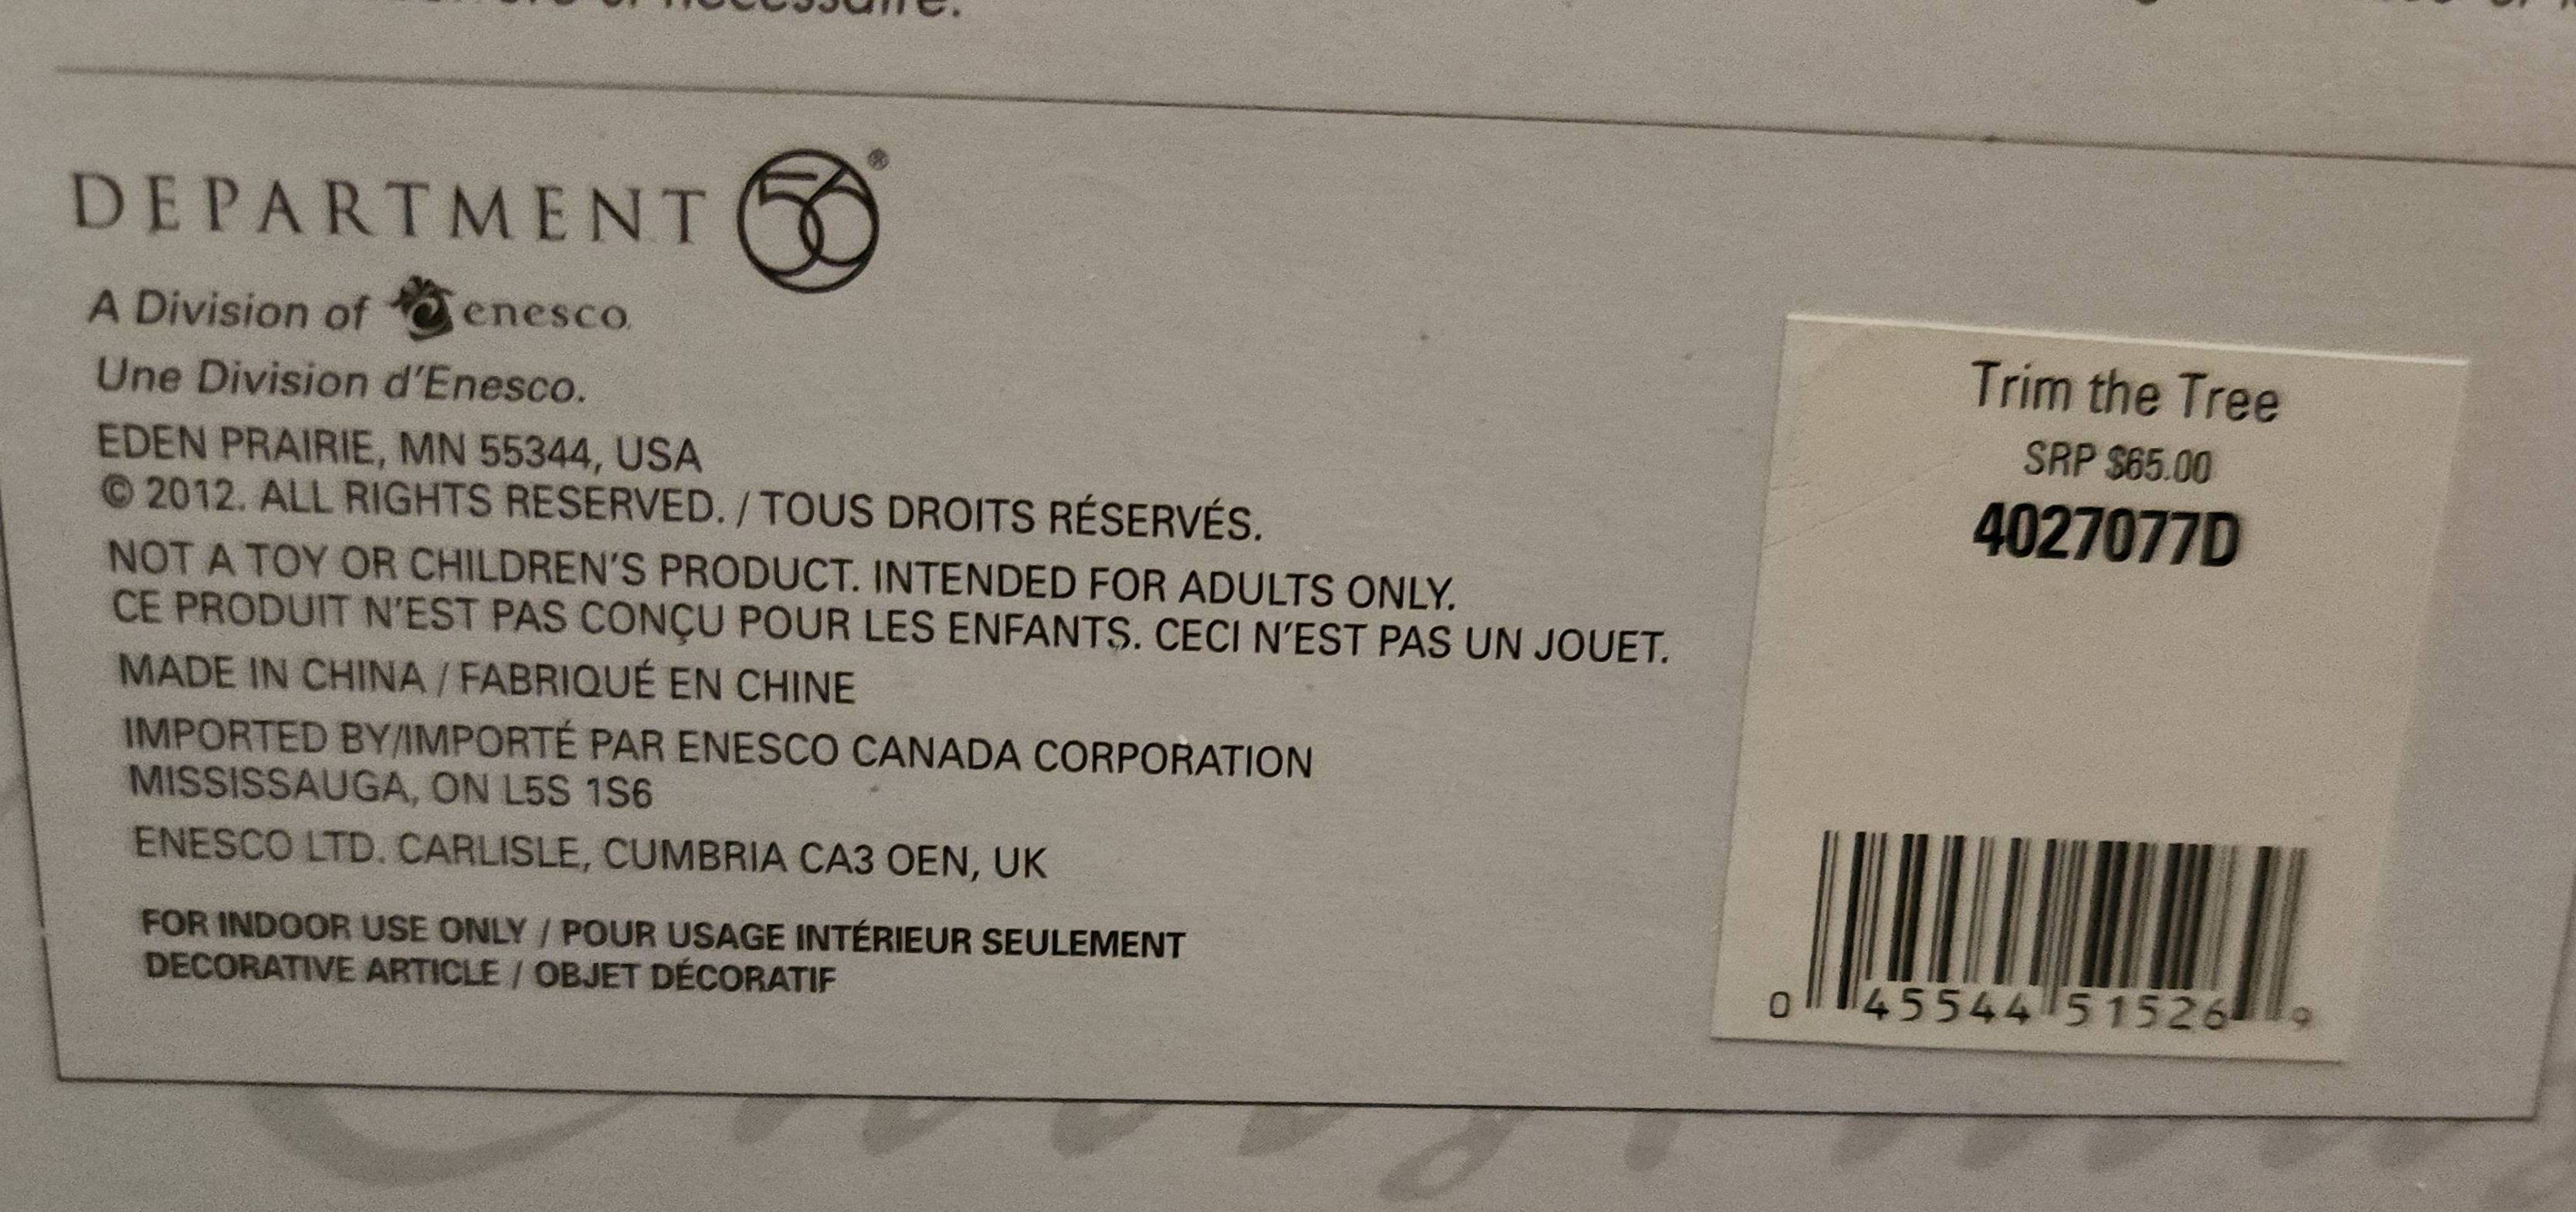 nécessaire.
DEPARTMENT 56®
A Division of enesco.
Une Division d'Enesco.
EDEN PRAIRIE, MN 55344, USA
© 2012. ALL RIGHTS RESERVED. / TOUS DROITS RÉSERVÉS.
NOT A TOY OR CHILDREN'S PRODUCT. INTENDED FOR ADULTS ONLY.
CE PRODUIT N'EST PAS CONÇU POUR LES ENFANTS. CECI N'EST PAS UN JOUET.
MADE IN CHINA / FABRIQUÉ EN CHINE
IMPORTED BY/IMPORTÉ PAR ENESCO CANADA CORPORATION
MISSISSAUGA, ON L5S 1S6
ENESCO LTD. CARLISLE, CUMBRIA CA3 OEN, UK
FOR INDOOR USE ONLY / POUR USAGE INTÉRIEUR SEULEMENT
DECORATIVE ARTICLE / OBJET DÉCORATIF
Trim the Tree
SRP $65.00
4027077D
0 45544 51526 9